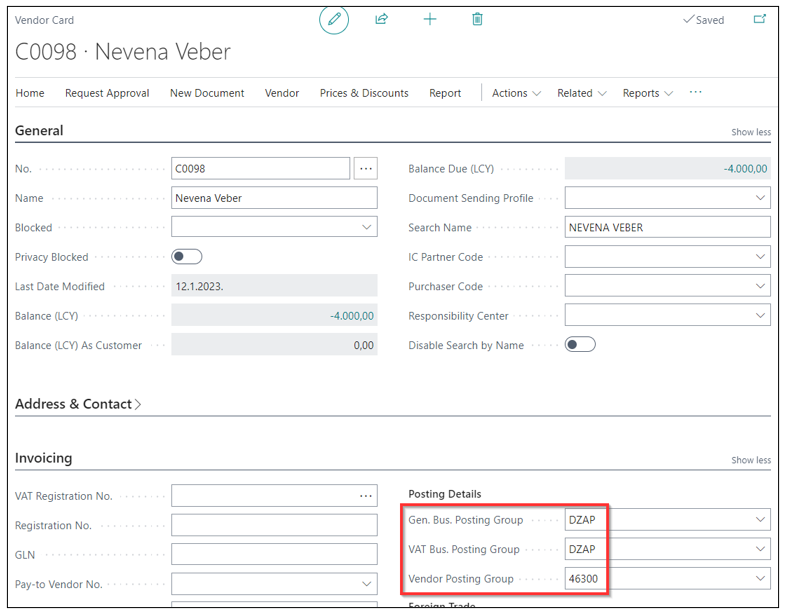 Vendor Card
Saved
C0098 · Nevena Veber
Home Request Approval New Document Vendor Prices & Discounts Report Actions Related Reports ...
General
Show less
No. C0098 ...
Name Nevena Veber
Blocked
Privacy Blocked
Last Date Modified 12.1.2023.
Balance (LCY) -4.000,00
Balance (LCY) As Customer 0,00
Balance Due (LCY) -4.000,00
Document Sending Profile
Search Name NEVENA VEBER
IC Partner Code
Purchaser Code
Responsibility Center
Disable Search by Name
Address & Contact
Invoicing
Show less
VAT Registration No. ...
Registration No.
GLN
Pay-to Vendor No.
Posting Details
Gen. Bus. Posting Group DZAP
VAT Bus. Posting Group DZAP
Vendor Posting Group 46300
Foreign Trade